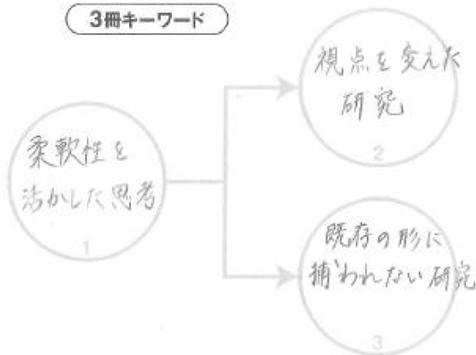 3冊キーワード
柔軟性を
活かした思考
1
視点を変えた
研究
2
既存の形に
捕われない研究
3